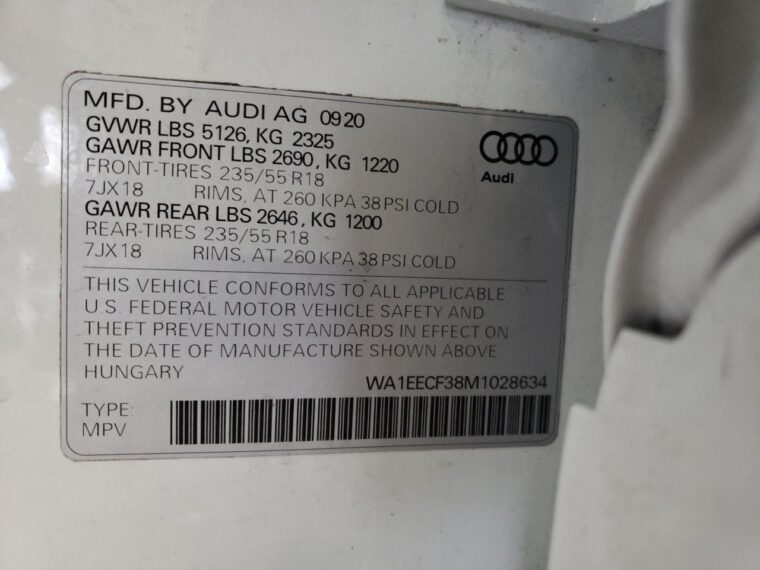 MFD. BY AUDI AG 0920
GVWR LBS 5126, KG 2325
GAWR FRONT LBS 2690, KG 1220
FRONT-TIRES 235/55 R18
7JX18 RIMS, AT 260 KPA 38 PSI COLD
GAWR REAR LBS 2646, KG 1200
REAR-TIRES 235/55 R18
7JX18 RIMS, AT 260 KPA 38 PSI COLD
Audi
THIS VEHICLE CONFORMS TO ALL APPLICABLE
U.S. FEDERAL MOTOR VEHICLE SAFETY AND
THEFT PREVENTION STANDARDS IN EFFECT ON
THE DATE OF MANUFACTURE SHOWN ABOVE.
HUNGARY
WA1EECF38M1028634
TYPE:
MPV